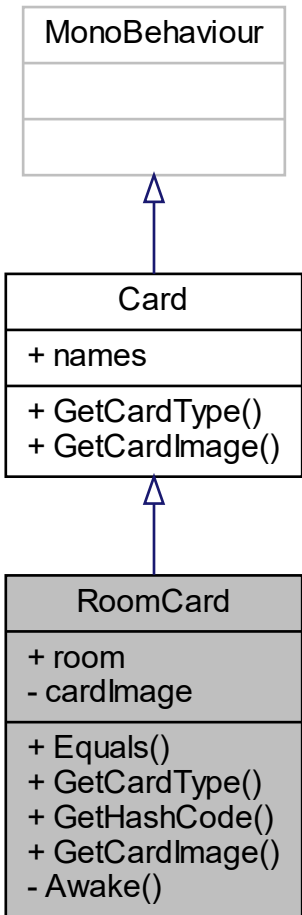 MonoBehaviour
Card
+ names
+ GetCardType()
+ GetCardImage()
RoomCard
+ room
- cardImage
+ Equals()
+ GetCardType()
+ GetHashCode()
+ GetCardImage()
- Awake()